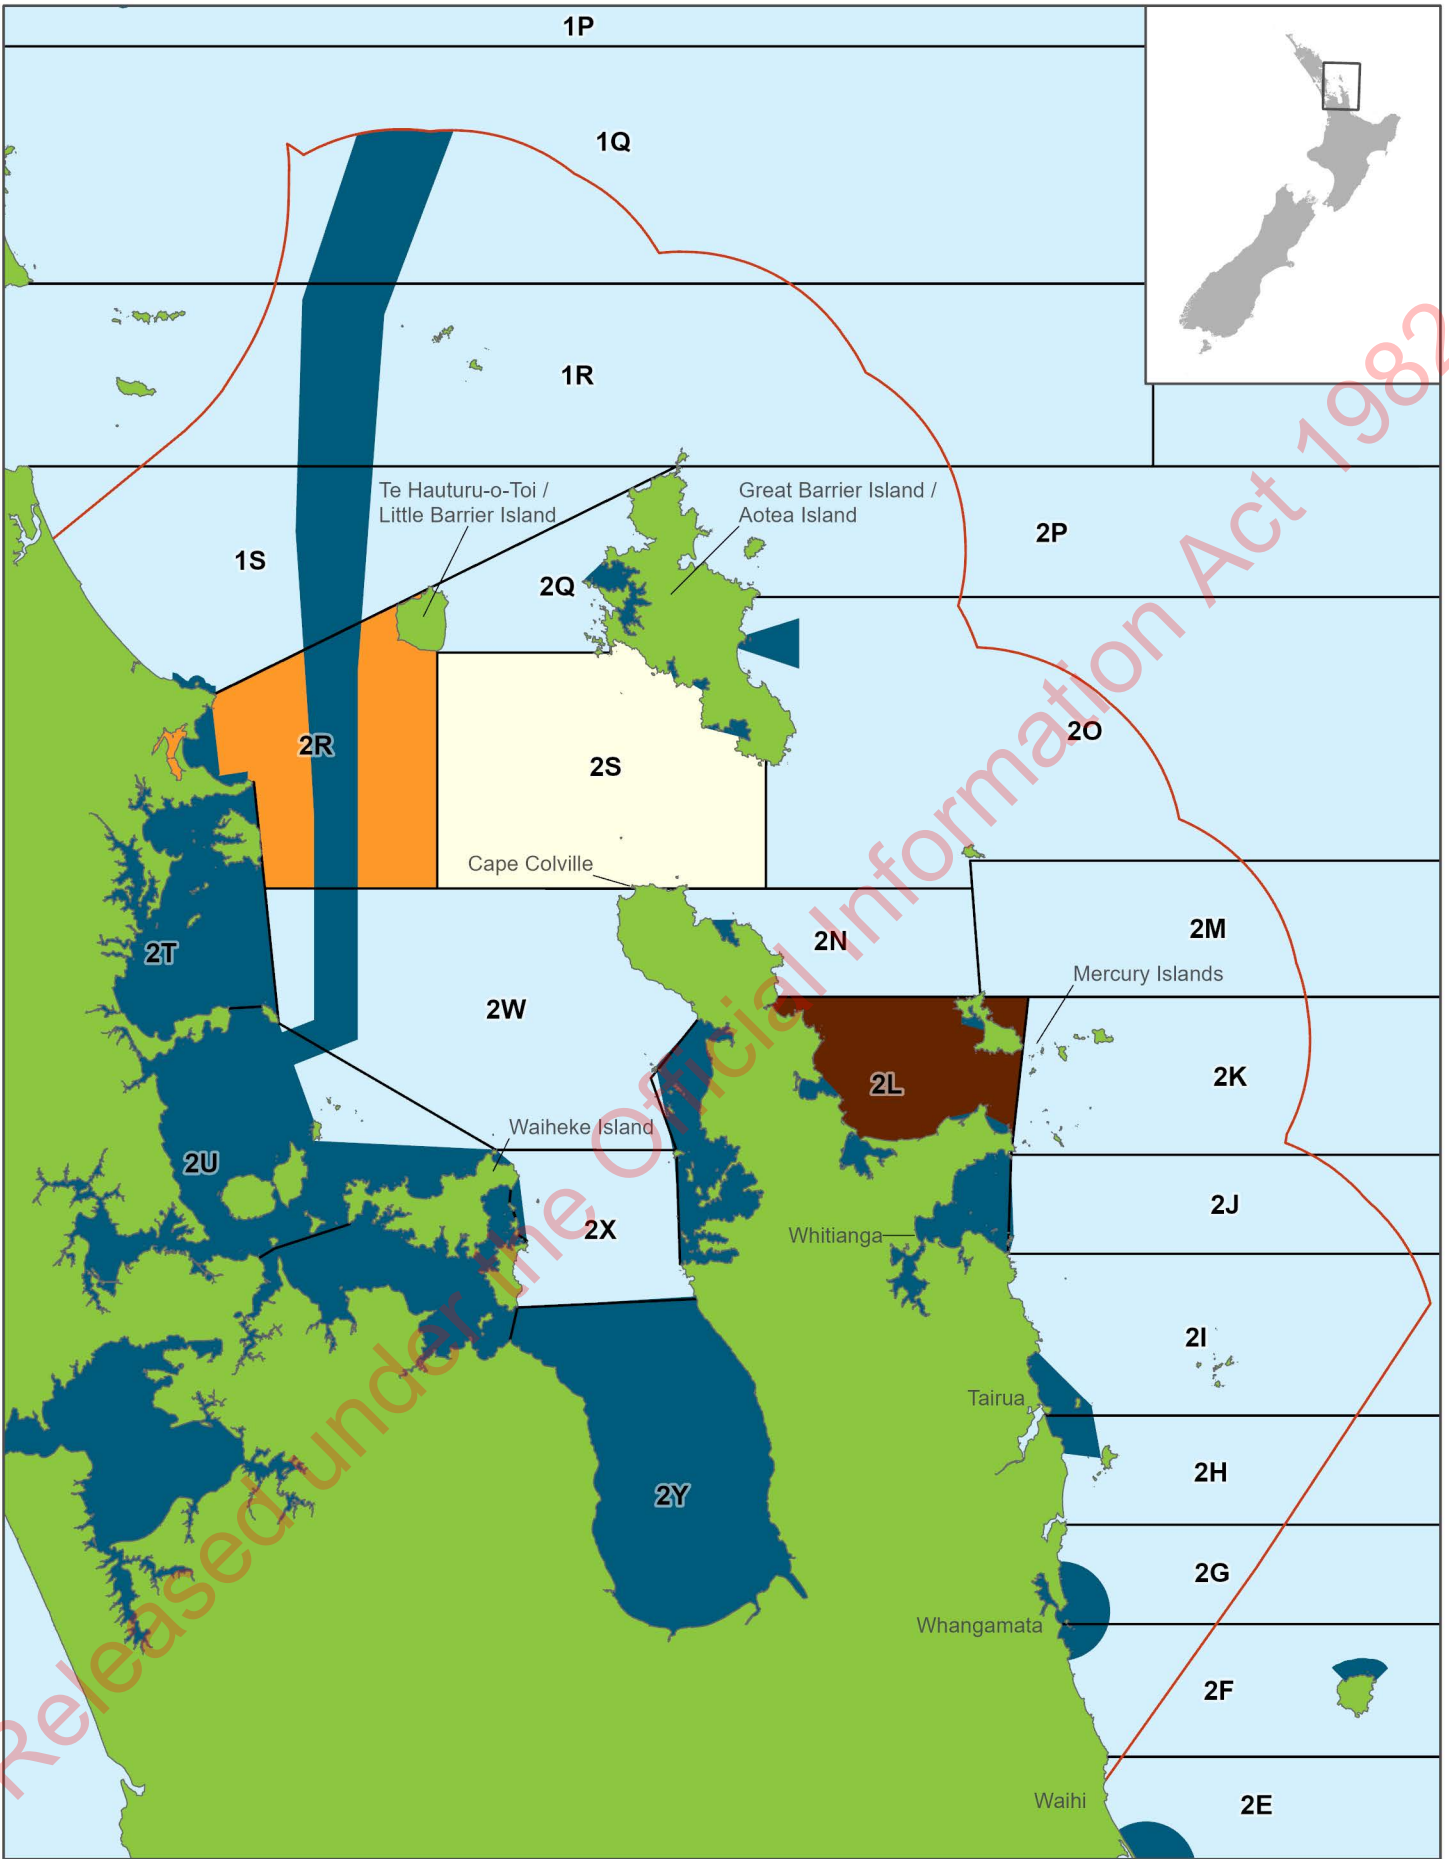 1P
1Q
1R
Te Hauturu-o-Toi /
Little Barrier Island
Great Barrier Island /
Aotea Island
2P
1S
2Q
2O
2R
2S
Cape Colville
2M
2N
2T
Mercury Islands
2W
2K
2L
Waiheke Island
2U
2J
2X
Whitianga
2I
Tairua
2H
2Y
2G
Whangamata
2F
Waihi
2E
Released under the Official Information Act 1982